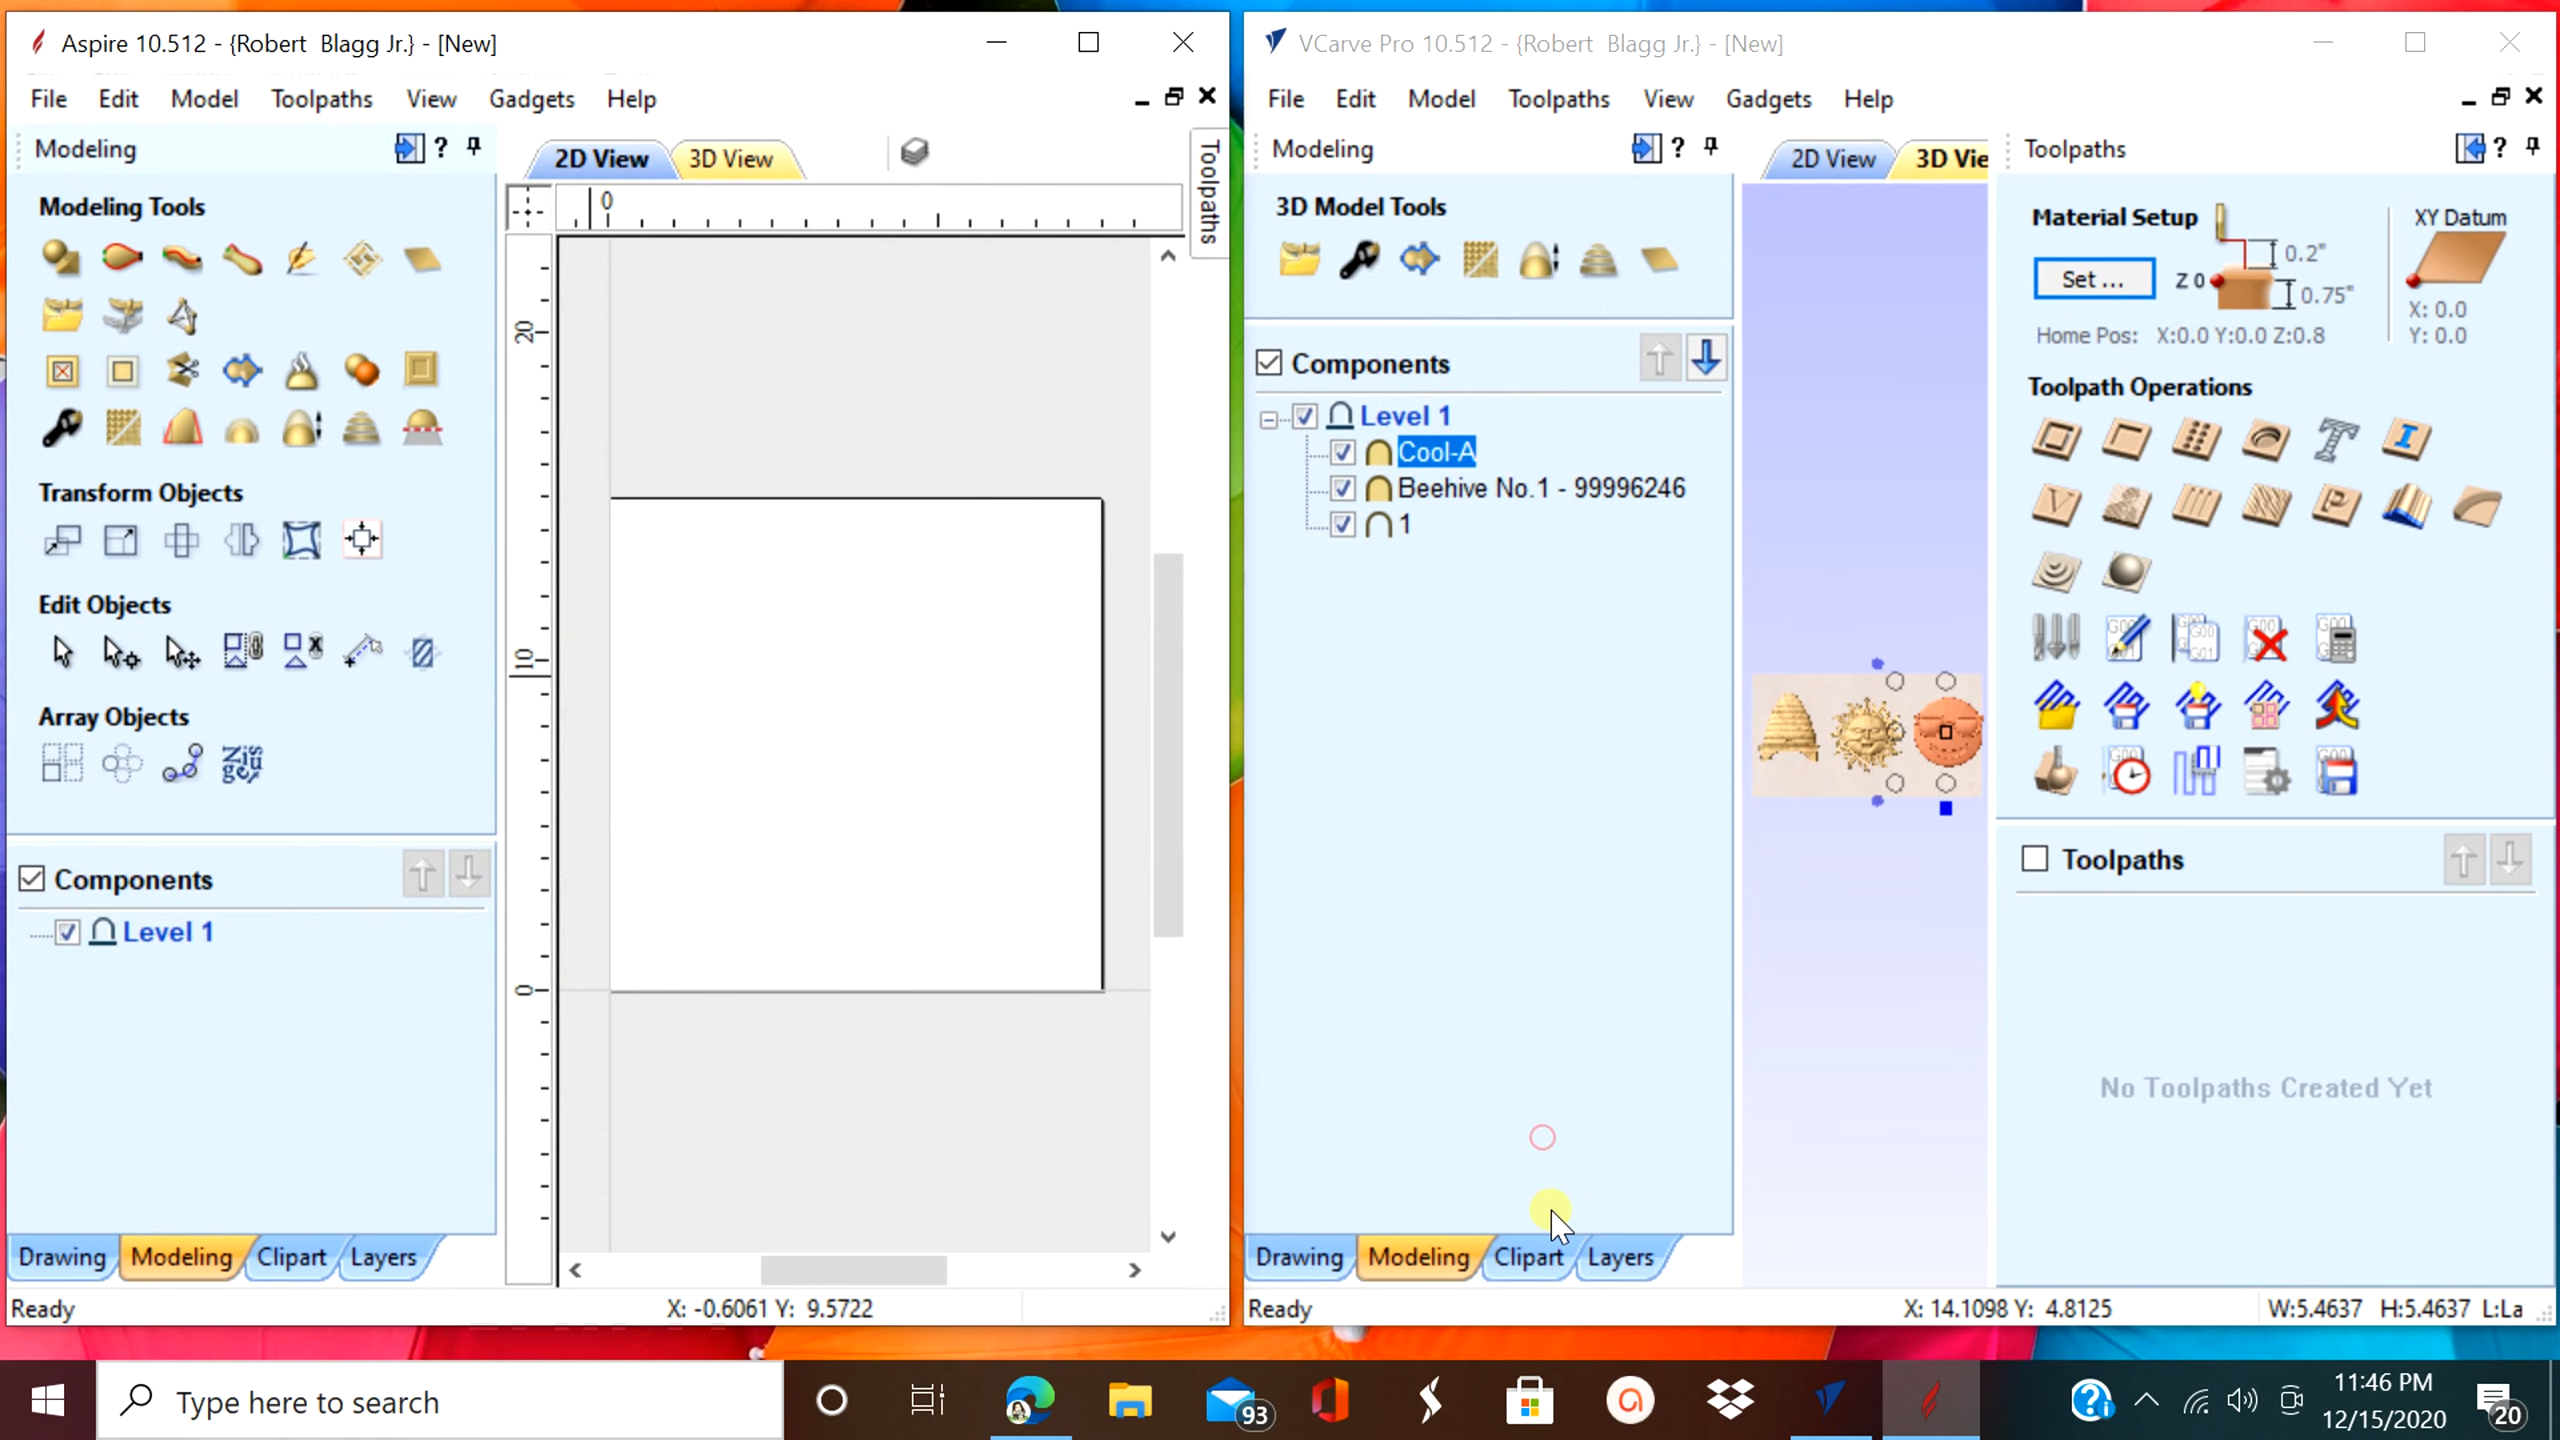 Aspire 10.512 - {Robert Blagg Jr.} - [New]
File Edit Model Toolpaths View Gadgets Help
Modeling
?
2D View
3D View
Toolpaths
Modeling Tools
Transform Objects
Edit Objects
Array Objects
0
20
10
0
Components
Level 1
Drawing
Modeling
Clipart
Layers
Ready
X: -0.6061 Y: 9.5722
VCarve Pro 10.512 - {Robert Blagg Jr.} - [New]
File Edit Model Toolpaths View Gadgets Help
Modeling
?
3D Model Tools
Components
Level 1
Cool-A
Beehive No.1 - 99996246
1
Drawing
Modeling
Clipart
Layers
2D View
3D Vie
Toolpaths
?
Material Setup
Set ...
Z 0
0.2"
0.75"
Home Pos: X:0.0 Y:0.0 Z:0.8
XY Datum
X: 0.0
Y: 0.0
Toolpath Operations
Toolpaths
No Toolpaths Created Yet
Ready
X: 14.1098 Y: 4.8125
W:5.4637 H:5.4637 L:La
Type here to search
93
11:46 PM
12/15/2020
20